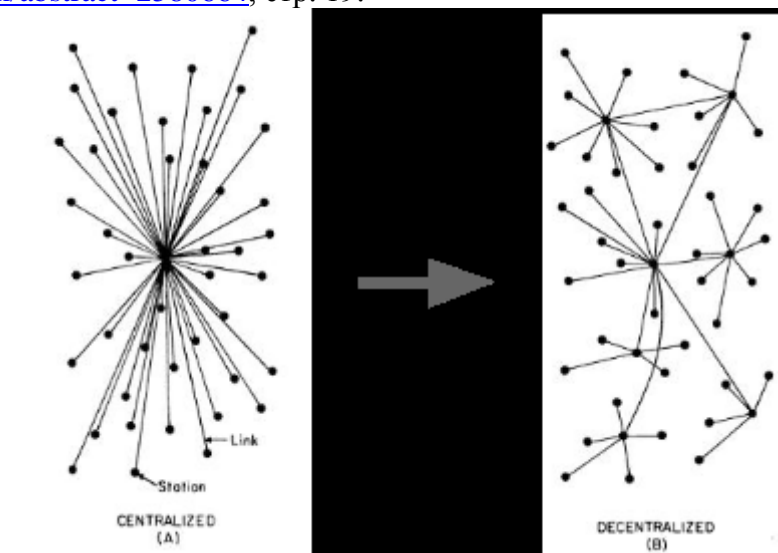 Link
Station
CENTRALIZED
(A)
DECENTRALIZED
(B)